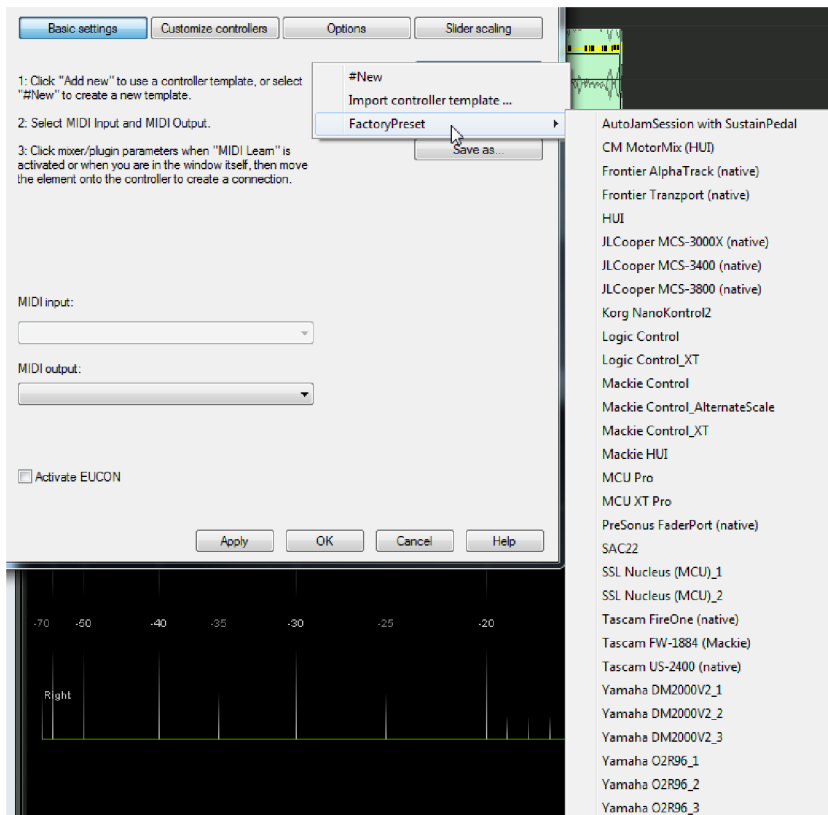 Basic settings
Customize controllers
Options
Slider scaling
1: Click "Add new" to use a controller template, or select
"#New" to create a new template.
2: Select MIDI Input and MIDI Output.
3: Click mixer/plugin parameters when "MIDI Learn" is
activated or when you are in the window itself, then move
the element onto the controller to create a connection.
#New
Import controller template ...
FactoryPreset
Save as...
MIDI input:
MIDI output:
Activate EUCON
Apply
OK
Cancel
Help
AutoJamSession with SustainPedal
CM MotorMix (HUI)
Frontier AlphaTrack (native)
Frontier Tranzport (native)
HUI
JLCooper MCS-3000X (native)
JLCooper MCS-3400 (native)
JLCooper MCS-3800 (native)
Korg NanoKontrol2
Logic Control
Logic Control_XT
Mackie Control
Mackie Control_AlternateScale
Mackie Control_XT
Mackie HUI
MCU Pro
MCU XT Pro
PreSonus FaderPort (native)
SAC22
SSL Nucleus (MCU)_1
SSL Nucleus (MCU)_2
Tascam FireOne (native)
Tascam FW-1884 (Mackie)
Tascam US-2400 (native)
Yamaha DM2000V2_1
Yamaha DM2000V2_2
Yamaha DM2000V2_3
Yamaha O2R96_1
Yamaha O2R96_2
Yamaha O2R96_3
-70 -50 -40 -35 -30 -25 -20
Right